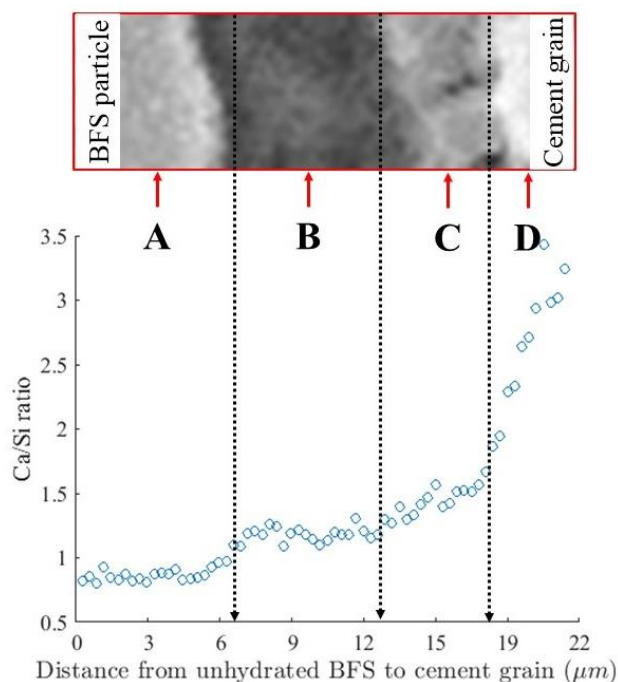 BFS particle
Cement grain
A B C D
3.5
3
2.5
2
1.5
1
0.5
Ca/Si ratio
0 3 6 9 12 15 19 22
Distance from unhydrated BFS to cement grain (μm)